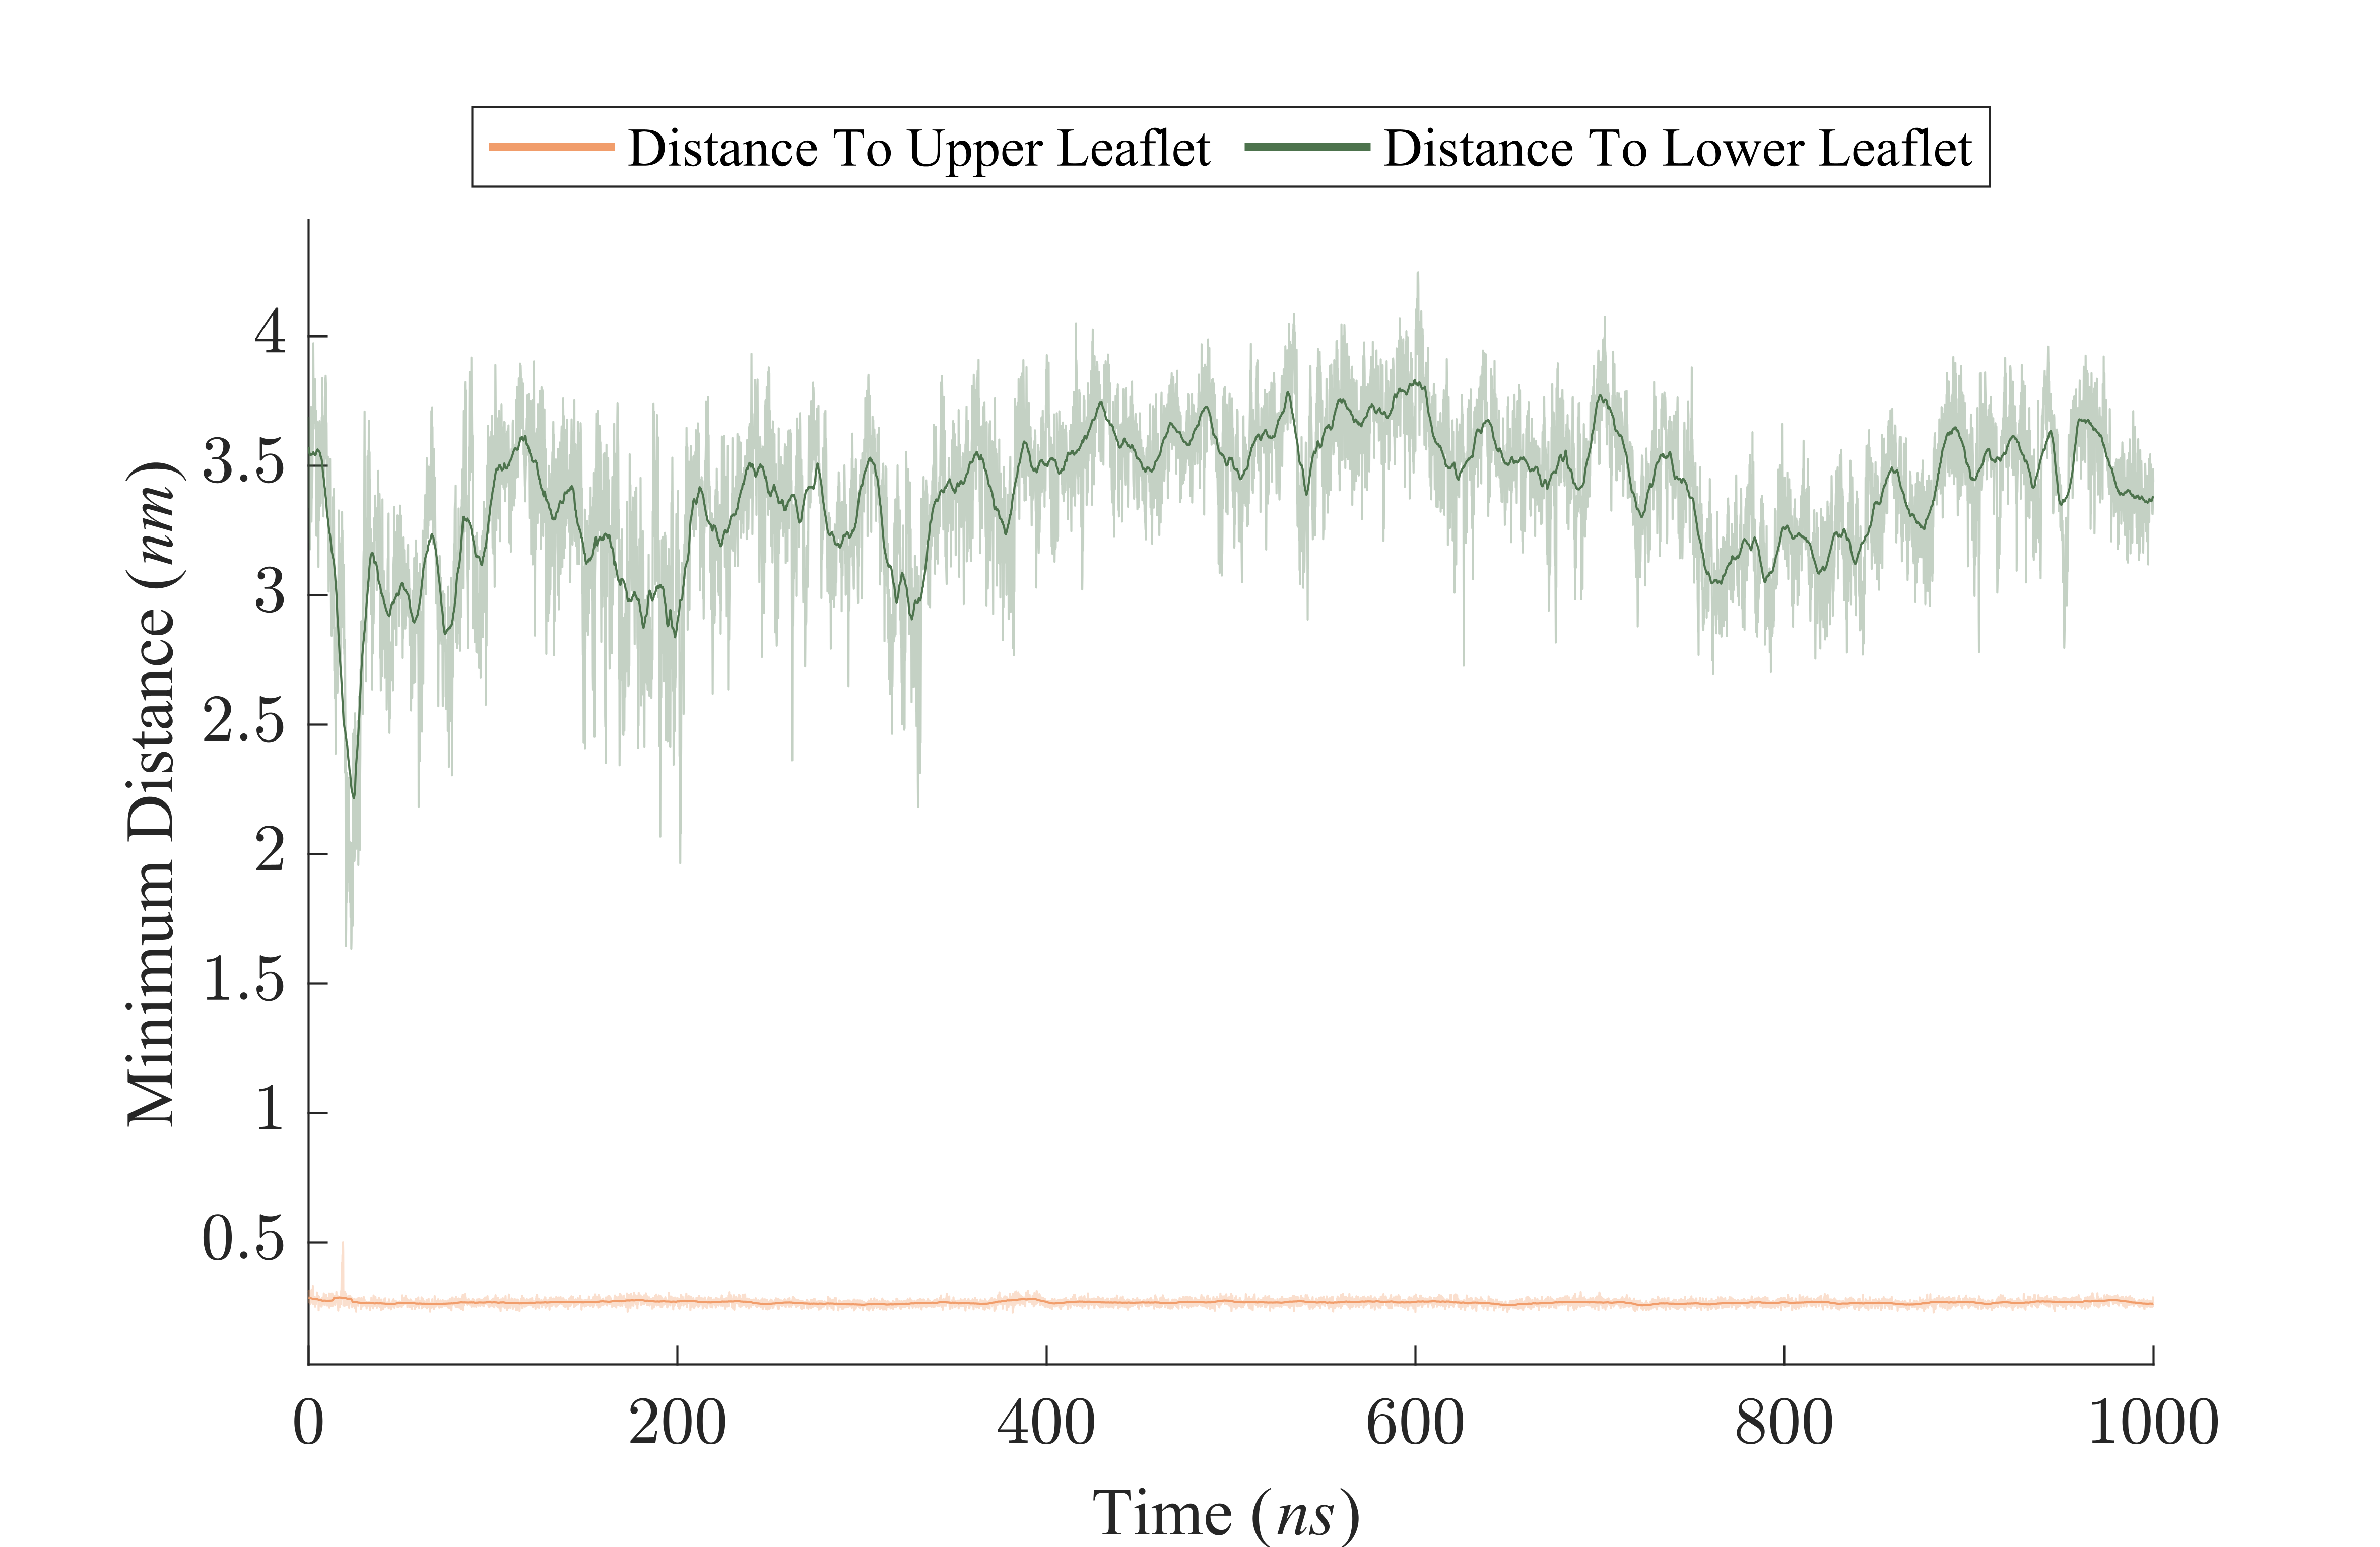 Distance To Upper Leaflet Distance To Lower Leaflet
4
3.5
3
2.5
2
1.5
1
0.5
Minimum Distance (nm)
0 200 400 600 800 1000
Time (ns)